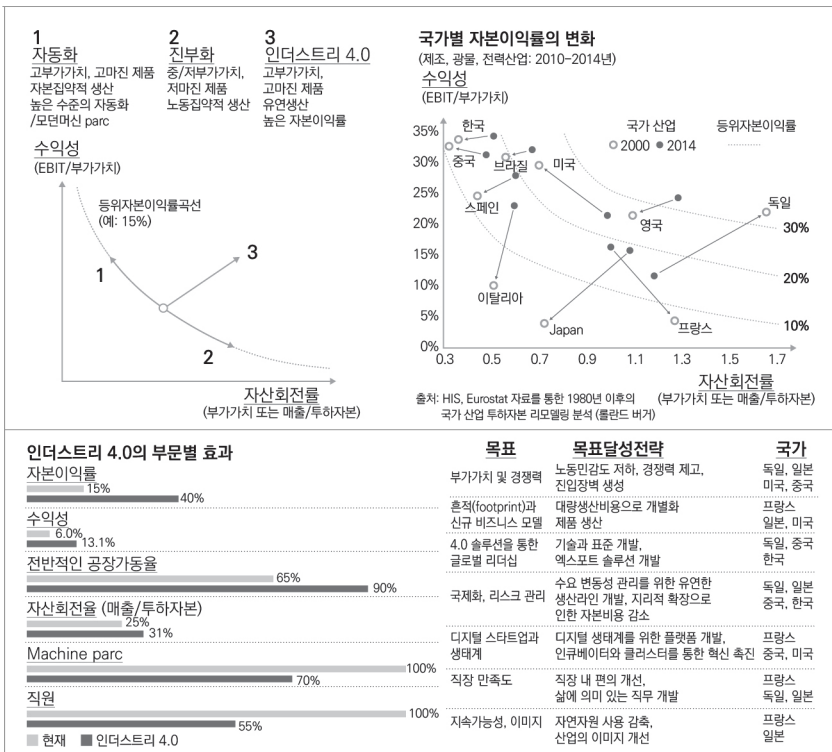 1
자동화
고부가가치, 고마진 제품
자본집약적 생산
높은 수준의 자동화
/모던머신 parc
2
진부화
중/저부가가치,
저마진 제품
노동집약적 생산
3
인더스트리 4.0
고부가가치,
고마진 제품
유연생산
높은 자본이익률
수익성
(EBIT/부가가치)
등위자본이익률곡선
(예: 15%)
1
3
2
자산회전률
(부가가치 또는 매출/투하자본)
국가별 자본이익률의 변화
(제조, 광물, 전력산업: 2010-2014년)
수익성
(EBIT/부가가치)
국가 산업
2000
2014
등위자본이익률
35%
30%
25%
20%
15%
10%
5%
0%
한국
중국
브라질
미국
스페인
영국
독일
이탈리아
Japan
프랑스
30%
20%
10%
0.3
0.5
0.7
0.9
1.1
1.3
1.5
1.7
자산회전률
(부가가치 또는 매출/투하자본)
출처: HIS, Eurostat 자료를 통한 1980년 이후의
국가 산업 투하자본 리모델링 분석 (롤란드 버거)
인더스트리 4.0의 부문별 효과
자본이익률
15%
40%
수익성
6.0%
13.1%
전반적인 공장가동율
65%
90%
자산회전율 (매출/투하자본)
25%
31%
Machine parc
100%
70%
직원
100%
55%
현재
인더스트리 4.0
목표 목표달성전략 국가
부가가치 및 경쟁력
노동민감도 저하, 경쟁력 제고,
진입장벽 생성
독일, 일본
미국, 중국
흔적(footprint)과
신규 비즈니스 모델
대량생산비용으로 개별화
제품 생산
프랑스
일본, 미국
4.0 솔루션을 통한
글로벌 리더십
기술과 표준 개발,
엑스포트 솔루션 개발
독일, 중국
한국
국제화, 리스크 관리
수요 변동성 관리를 위한 유연한
생산라인 개발, 지리적 확장으로
인한 자본비용 감소
독일, 일본
중국, 한국
디지털 스타트업과
생태계
디지털 생태계를 위한 플랫폼 개발,
인큐베이터와 클러스터를 통한 혁신 촉진
프랑스
중국, 미국
직장 만족도
직장 내 편의 개선,
삶에 의미 있는 직무 개발
프랑스
독일, 일본
지속가능성, 이미지
자연자원 사용 감축,
산업의 이미지 개선
프랑스
일본